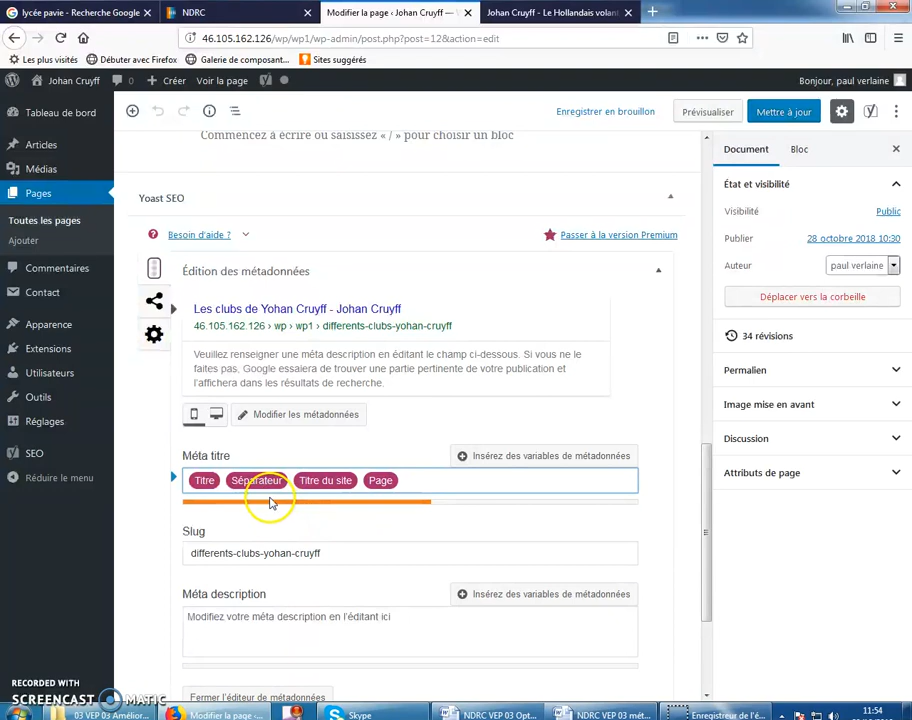 lycée pavie - Recherche Google
NDRC
Modifier la page ‹ Johan Cruyff —
Johan Cruyff - Le Hollandais volant
46.105.162.126/wp/wp1/wp-admin/post.php?post=12&action=edit
Les plus visités
Débuter avec Firefox
Galerie de composant…
Sites suggérés
Johan Cruyff
0
Créer
Voir la page
Bonjour, paul verlaine
Tableau de bord
Articles
Médias
Pages
Toutes les pages
Ajouter
Commentaires
Contact
Apparence
Extensions
Utilisateurs
Outils
Réglages
SEO
Réduire le menu
Enregistrer en brouillon
Prévisualiser
Mettre à jour
Commencez à écrire ou saisissez « / » pour choisir un bloc
Yoast SEO
Besoin d'aide ?
Passer à la version Premium
Édition des métadonnées
Les clubs de Yohan Cruyff - Johan Cruyff
46.105.162.126 › wp › wp1 › differents-clubs-yohan-cruyff
Veuillez renseigner une méta description en éditant le champ ci-dessous. Si vous ne le
faites pas, Google essaiera de trouver une partie pertinente de votre publication et
l'affichera dans les résultats de recherche.
Modifier les métadonnées
Méta titre
Insérez des variables de métadonnées
Titre Séparateur Titre du site Page
Slug
differents-clubs-yohan-cruyff
Méta description
Insérez des variables de métadonnées
Modifiez votre méta description en l'éditant ici
Fermer l'éditeur de métadonnées
Document
Bloc
État et visibilité
Visibilité
Public
Publier
28 octobre 2018 10:30
Auteur
paul verlaine
Déplacer vers la corbeille
34 révisions
Permalien
Image mise en avant
Discussion
Attributs de page
RECORDED WITH
SCREENCAST MATIC
03 VEP 03 Amélior…
Modifier la page -…
Skype
NDRC VEP 03 Opt…
NDRC VEP 03 mét…
Enregistreur de l'é…
11:54